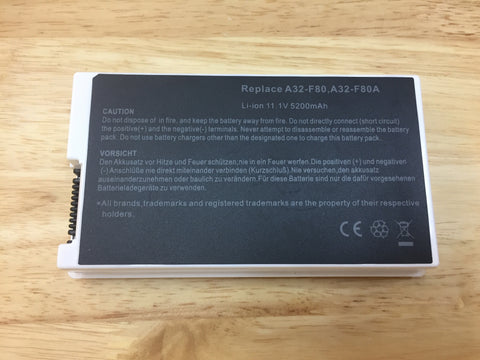 Replace A32-F80,A32-F80A
Li-ion 11.1V 5200mAh
CAUTION
Do not dispose of in fire, and keep the battery away from fire. Do not directly connect (short circuit)
the positive(+) and the negative(-) terminals. Never attempt to disassemble or reassemble the battery
pack. Do not use batteries other than the designated one to charge this battery pack.
VORSICHT
Den Akkusatz vor Hitze und Feuer schützen;nie in ein Feuer werfen.Die positiven (+) und negativen
(-) Anschlüsse nie direkt miteinander verbinden (Kurzschluß).Nie versuchen,den akkusatz
auseinanderzunehmen oder baulich zu verändern.Für diese Batterie sind nur die dafür vorgesehenen
Batterieladegeräte zu verwenden.
*All brands,trademarks and registered trademarks are the property of their respective
holders.
CE